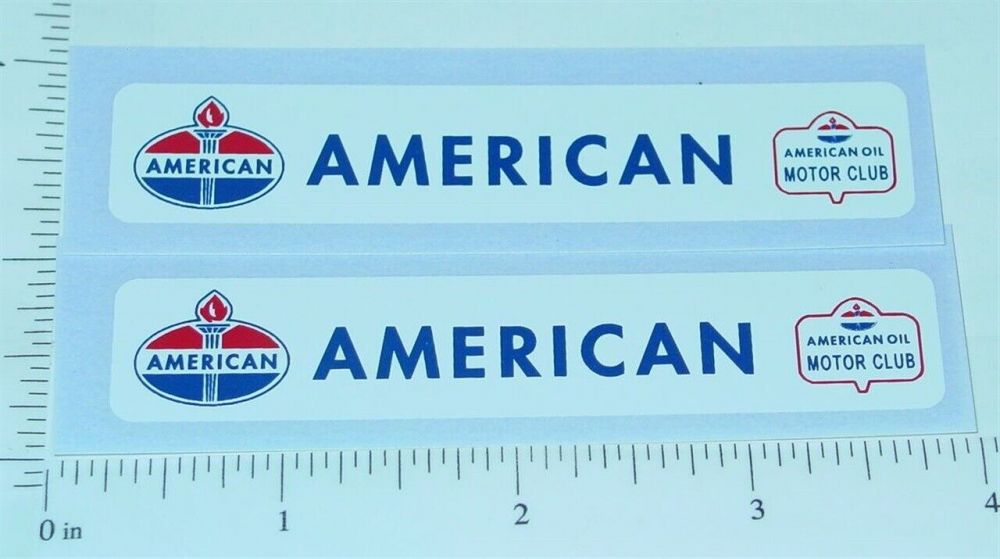 AMERICAN
AMERICAN
AMERICAN OIL
MOTOR CLUB
AMERICAN
AMERICAN
AMERICAN OIL
MOTOR CLUB
0 in 1 2 3 4